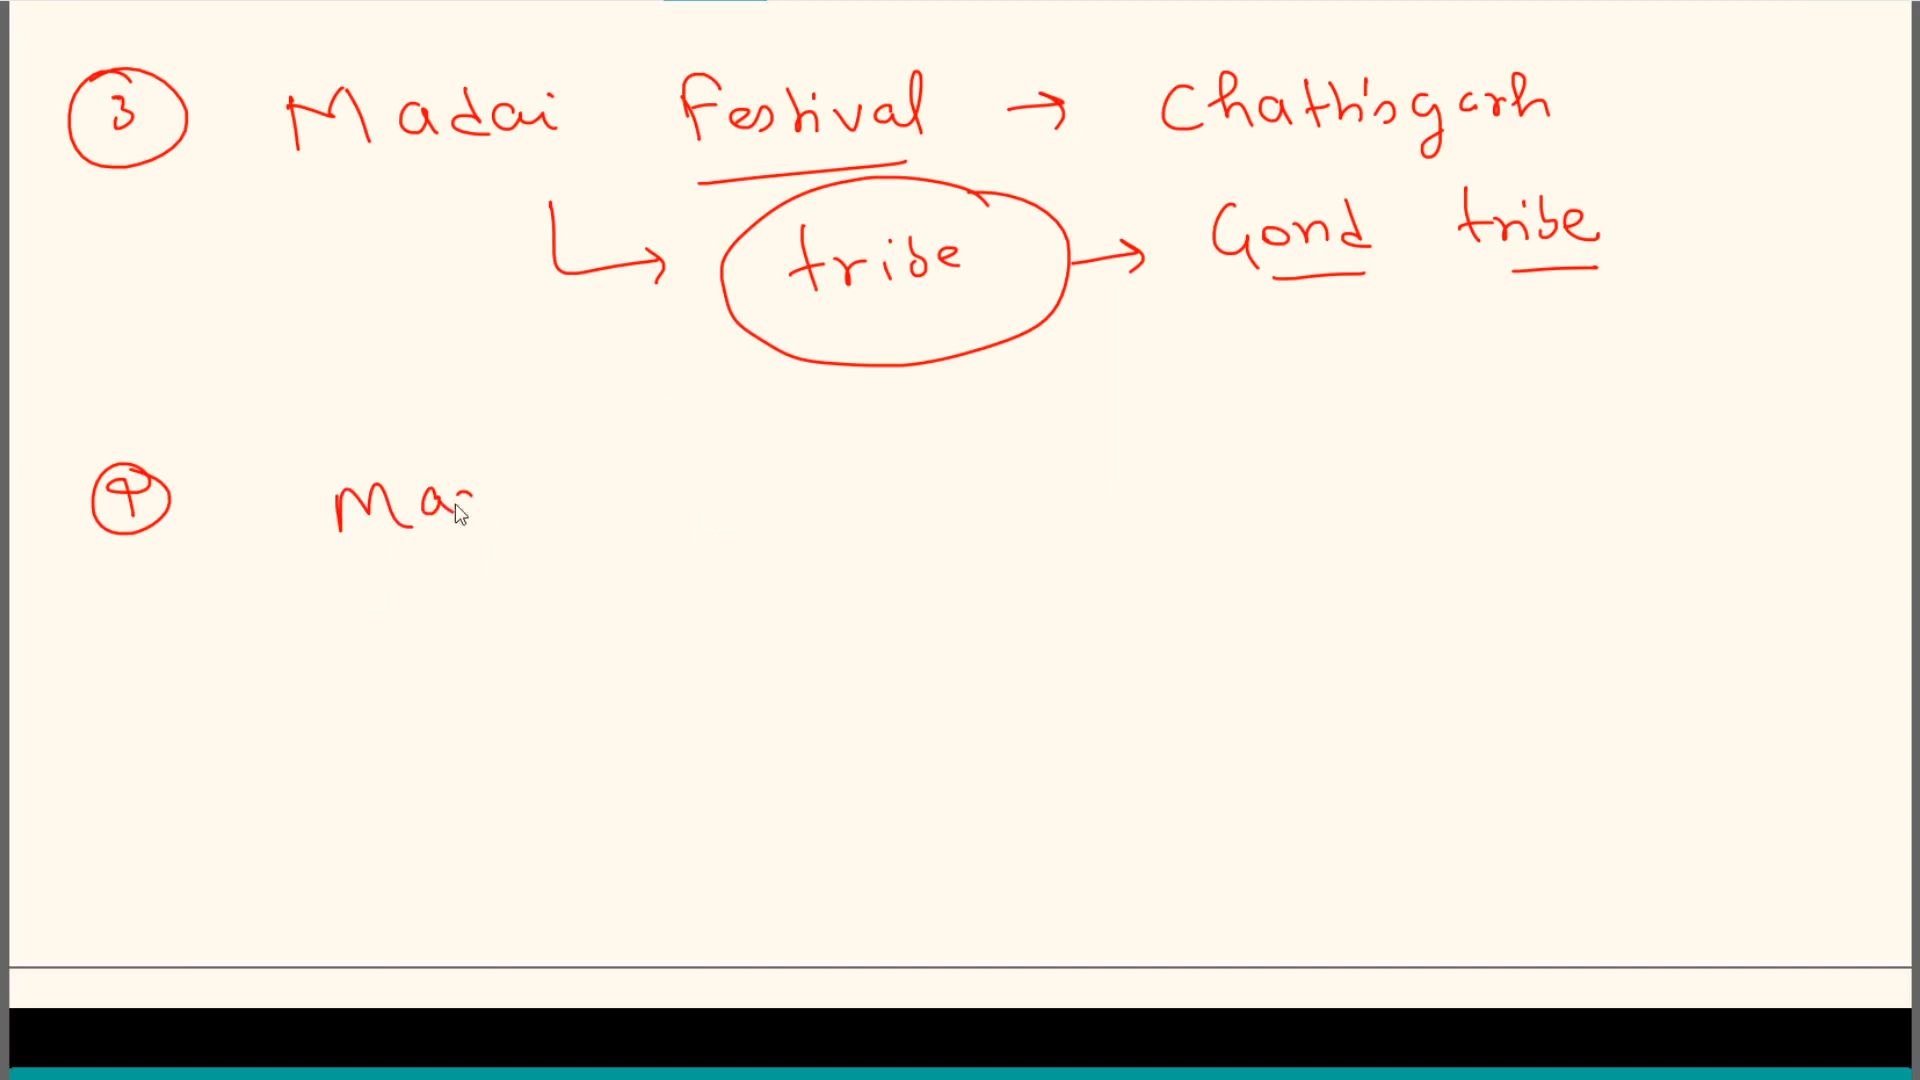 3 Madai Festival → Chathisgarh
tribe → Gond tribe
4 Ma